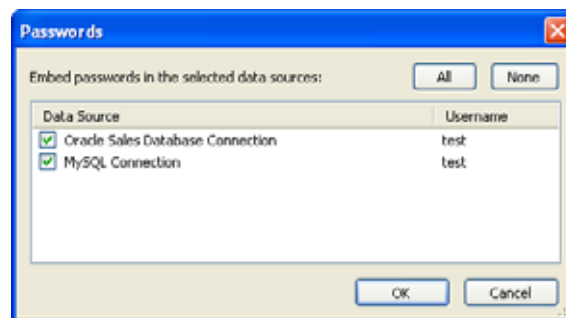 Passwords
Embed passwords in the selected data sources: All None
Data Source Username
Oracle Sales Database Connection test
MySQL Connection test
OK Cancel